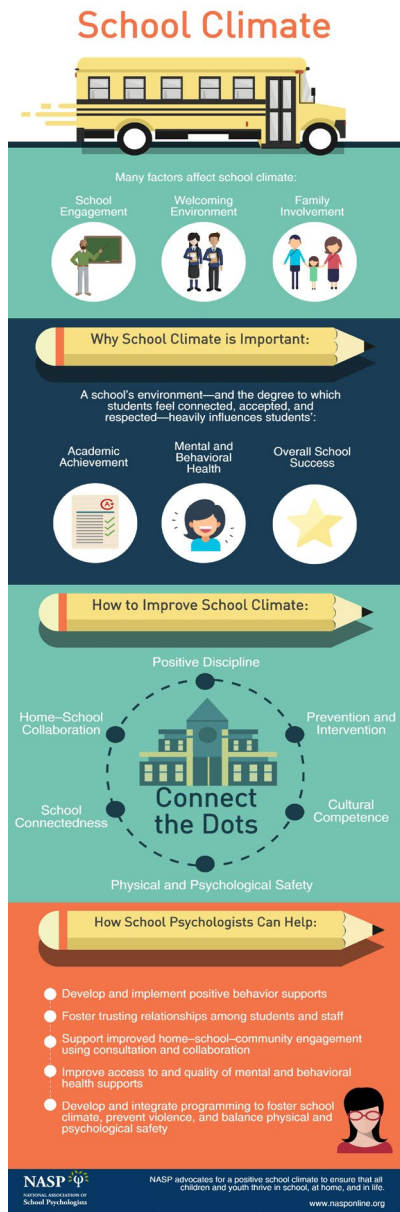 School Climate
Many factors affect school climate:
School
Engagement
Welcoming
Environment
Family
Involvement
Why School Climate is Important:
A school's environment—and the degree to which
students feel connected, accepted, and
respected—heavily influences students':
Academic
Achievement
Mental and
Behavioral
Health
Overall School
Success
A+
How to Improve School Climate:
Positive Discipline
Home–School
Collaboration
Prevention and
Intervention
Connect
the Dots
School
Connectedness
Cultural
Competence
Physical and Psychological Safety
How School Psychologists Can Help:
Develop and implement positive behavior supports
Foster trusting relationships among students and staff
Support improved home–school–community engagement
using consultation and collaboration
Improve access to and quality of mental and behavioral
health supports
Develop and integrate programming to foster school
climate, prevent violence, and balance physical and
psychological safety
NASP
NATIONAL ASSOCIATION OF
School Psychologists
NASP advocates for a positive school climate to ensure that all
children and youth thrive in school, at home, and in life.
www.nasponline.org